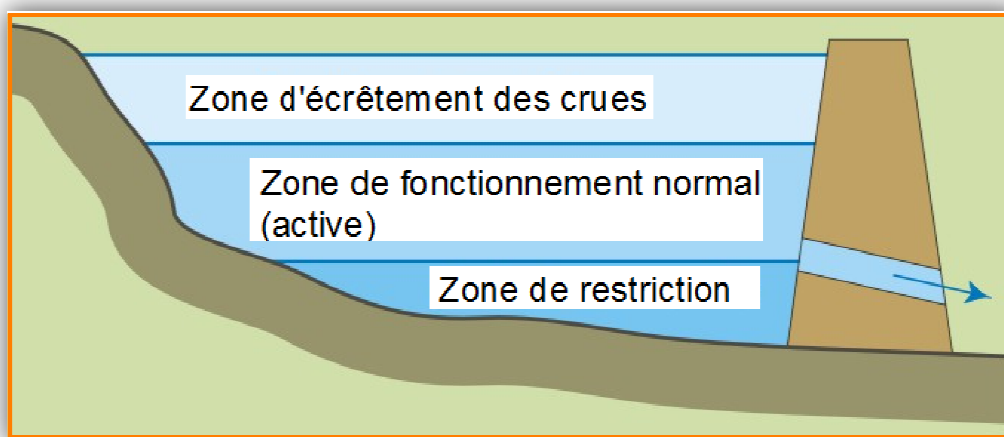 Zone d'écrêtement des crues
Zone de fonctionnement normal
(active)
Zone de restriction